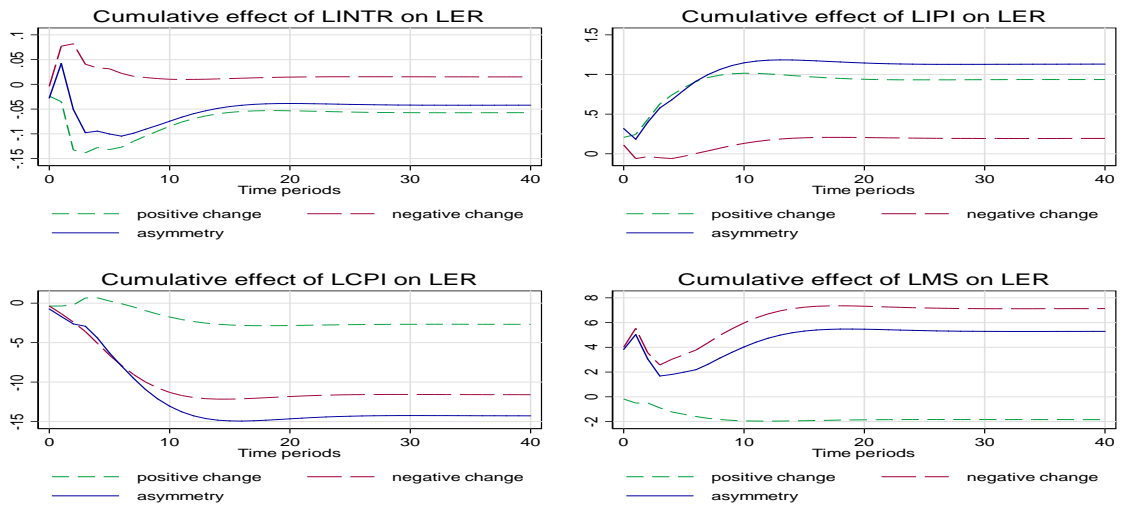 Cumulative effect of LINTR on LER
.1
.05
0
-.05
-.1
-.15
0 10 20 30 40
Time periods
positive change negative change
asymmetry
Cumulative effect of LIPI on LER
1.5
1
.5
0
0 10 20 30 40
Time periods
positive change negative change
asymmetry
Cumulative effect of LCPI on LER
0
-5
-10
-15
0 10 20 30 40
Time periods
positive change negative change
asymmetry
Cumulative effect of LMS on LER
8
6
4
2
0
-2
0 10 20 30 40
Time periods
positive change negative change
asymmetry